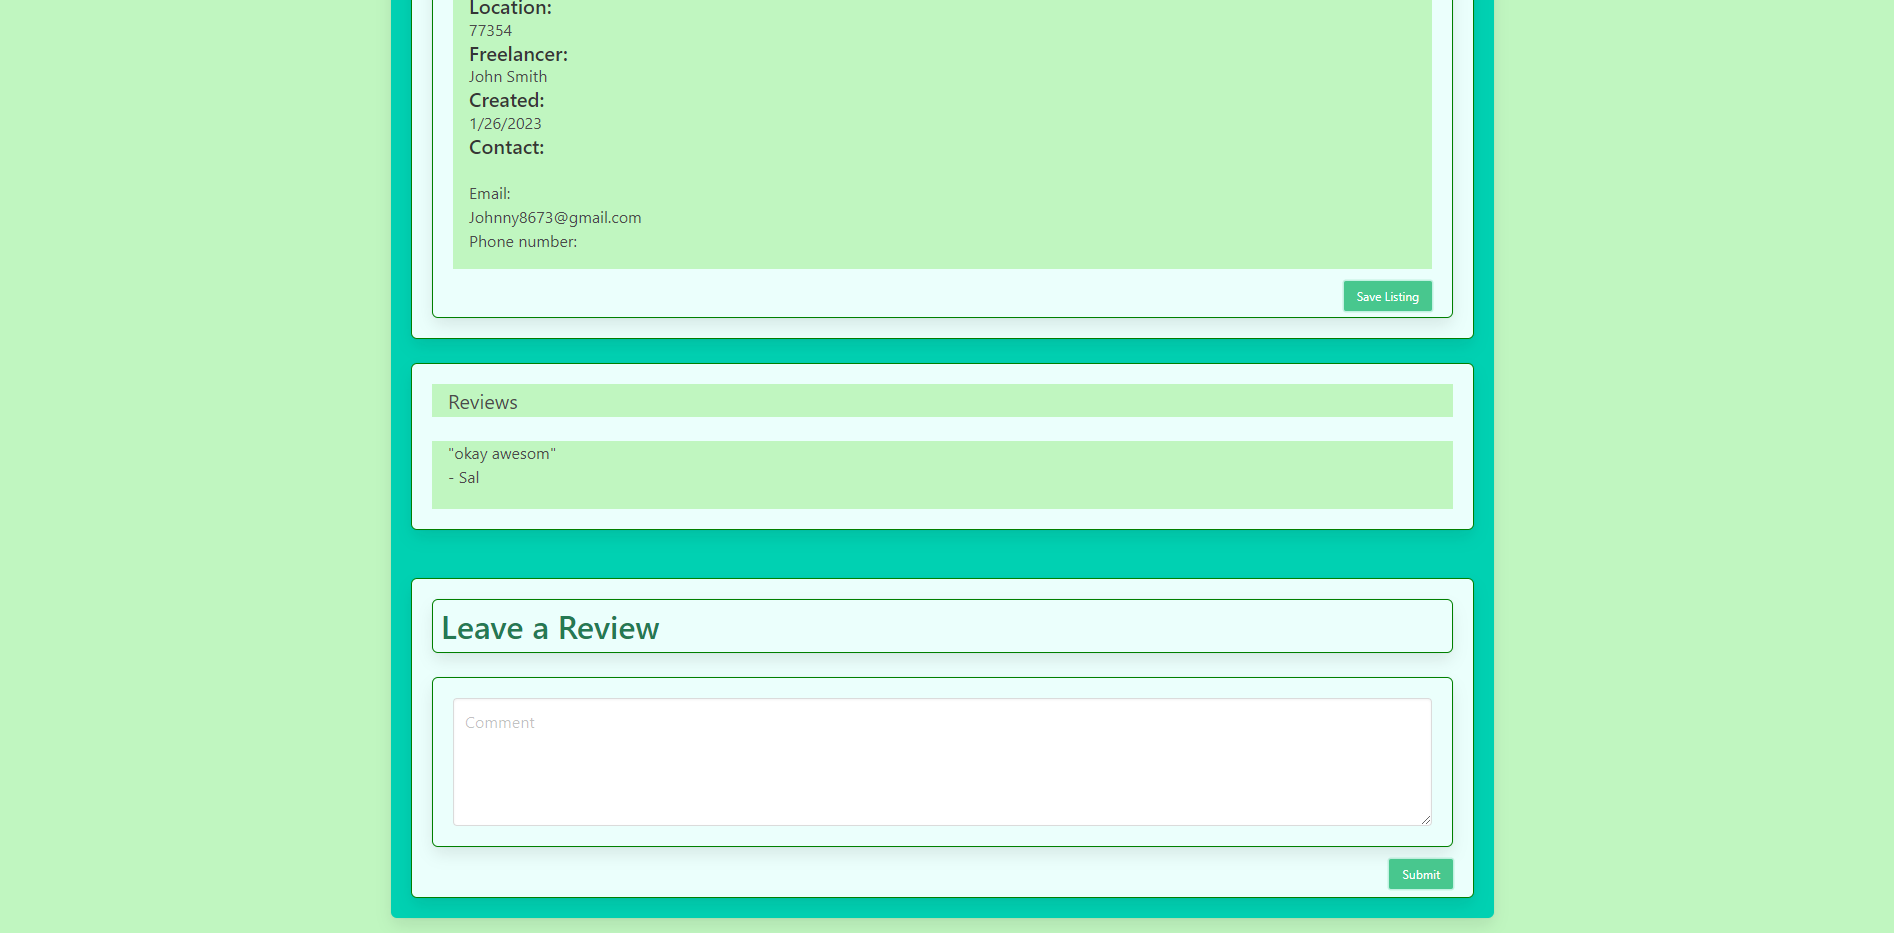 Location:
77354
Freelancer:
John Smith
Created:
1/26/2023
Contact:
Email:
Johnny8673@gmail.com
Phone number:
Save Listing
Reviews
"okay awesom"
- Sal
Leave a Review
Comment
Submit